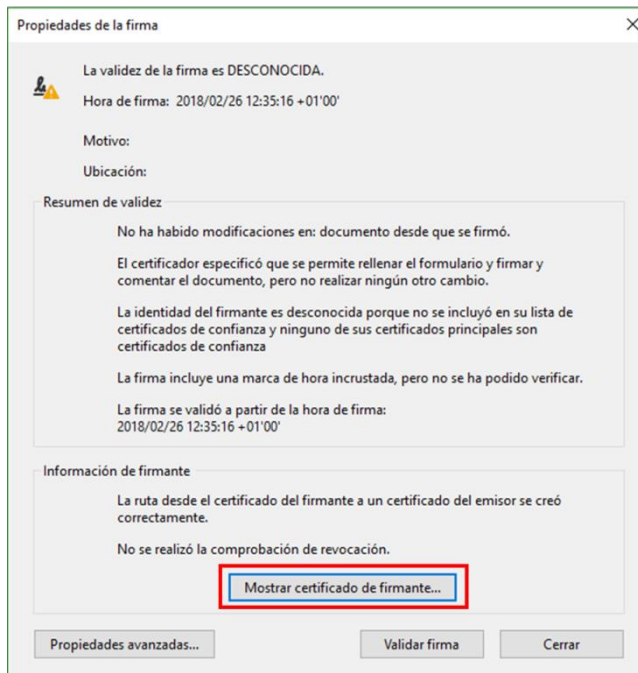 Propiedades de la firma
La validez de la firma es DESCONOCIDA.
Hora de firma: 2018/02/26 12:35:16 +01'00'
Motivo:
Ubicación:
Resumen de validez
No ha habido modificaciones en: documento desde que se firmó.
El certificador especificó que se permite rellenar el formulario y firmar y
comentar el documento, pero no realizar ningún otro cambio.
La identidad del firmante es desconocida porque no se incluyó en su lista de
certificados de confianza y ninguno de sus certificados principales son
certificados de confianza
La firma incluye una marca de hora incrustada, pero no se ha podido verificar.
La firma se validó a partir de la hora de firma:
2018/02/26 12:35:16 +01'00'
Información de firmante
La ruta desde el certificado del firmante a un certificado del emisor se creó
correctamente.
No se realizó la comprobación de revocación.
Mostrar certificado de firmante...
Propiedades avanzadas...
Validar firma
Cerrar